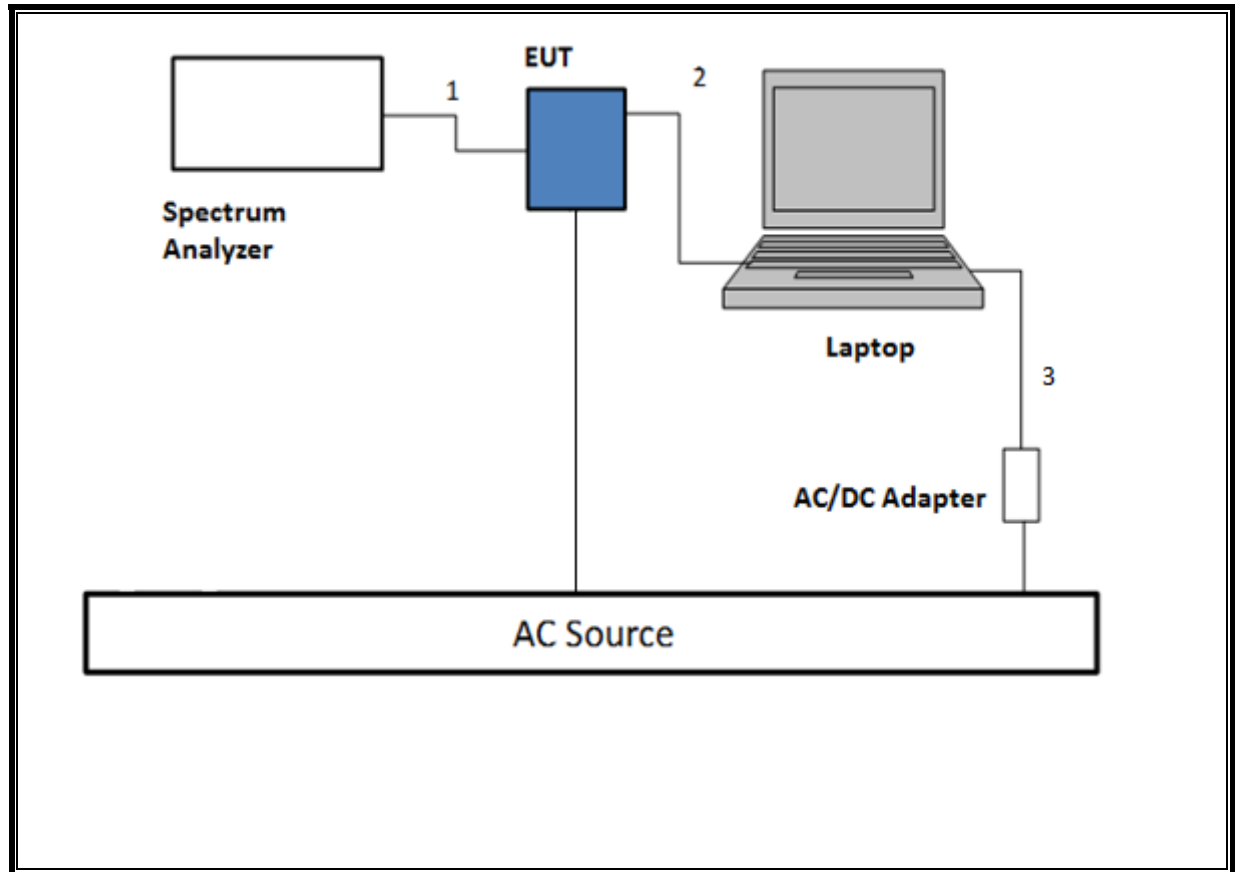 EUT
1
2
Spectrum
Analyzer
Laptop
3
AC/DC Adapter
AC Source